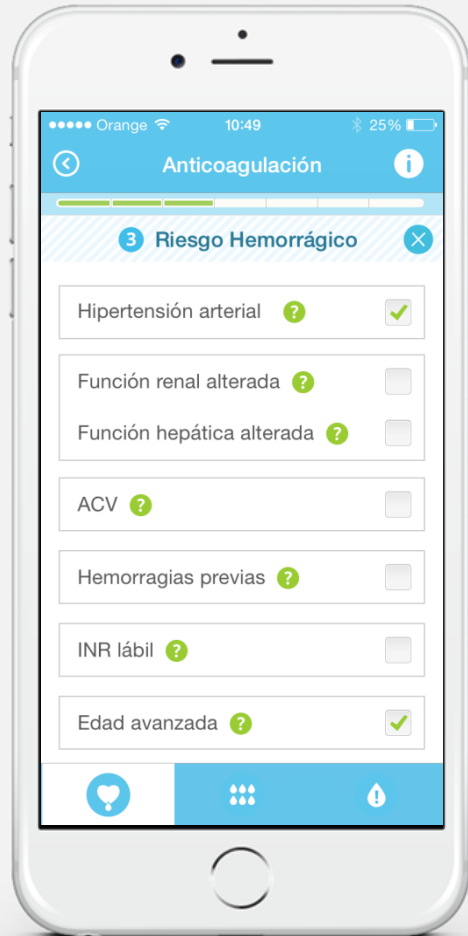 Orange 10:49 25%
Anticoagulación i
3 Riesgo Hemorrágico
Hipertensión arterial ?
Función renal alterada ?
Función hepática alterada ?
ACV ?
Hemorragias previas ?
INR lábil ?
Edad avanzada ?
!